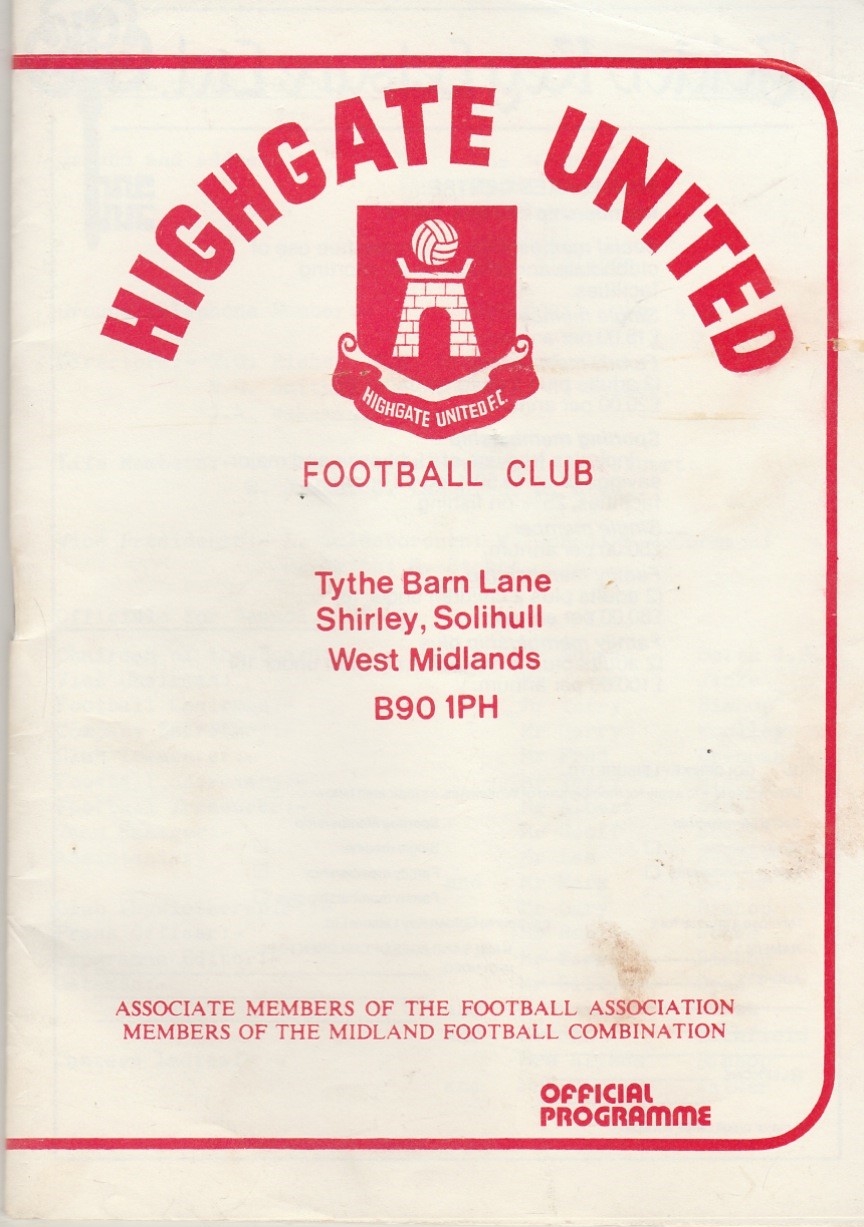 HIGHGATE UNITED
HIGHGATE UNITED F.C.
FOOTBALL CLUB
Tythe Barn Lane
Shirley, Solihull
West Midlands
B90 1PH
ASSOCIATE MEMBERS OF THE FOOTBALL ASSOCIATION
MEMBERS OF THE MIDLAND FOOTBALL COMBINATION
OFFICIAL
PROGRAMME